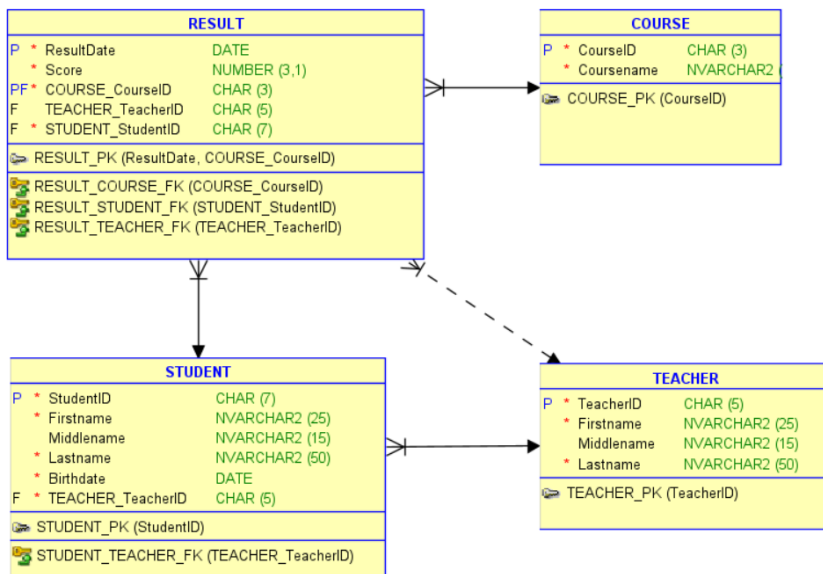 RESULT
P * ResultDate DATE
* Score NUMBER (3,1)
PF* COURSE_CourseID CHAR (3)
F TEACHER_TeacherID CHAR (5)
F * STUDENT_StudentID CHAR (7)
RESULT_PK (ResultDate, COURSE_CourseID)
RESULT_COURSE_FK (COURSE_CourseID)
RESULT_STUDENT_FK (STUDENT_StudentID)
RESULT_TEACHER_FK (TEACHER_TeacherID)
COURSE
P * CourseID CHAR (3)
* Coursename NVARCHAR2 (
COURSE_PK (CourseID)
STUDENT
P * StudentID CHAR (7)
* Firstname NVARCHAR2 (25)
Middlename NVARCHAR2 (15)
* Lastname NVARCHAR2 (50)
* Birthdate DATE
F * TEACHER_TeacherID CHAR (5)
STUDENT_PK (StudentID)
STUDENT_TEACHER_FK (TEACHER_TeacherID)
TEACHER
P * TeacherID CHAR (5)
* Firstname NVARCHAR2 (25)
Middlename NVARCHAR2 (15)
* Lastname NVARCHAR2 (50)
TEACHER_PK (TeacherID)